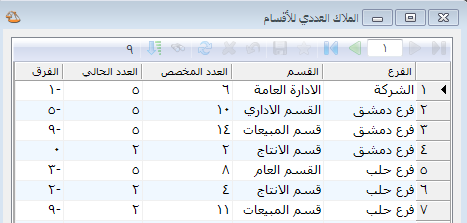 الملاك العددي للأقسام
١ ٩
الفرع القسم العدد المخصص العدد الحالي الفرق
١ الشركة الادارة العامة ٦ ٥ -١
٢ فرع دمشق القسم الاداري ١٠ ٥ -٥
٣ فرع دمشق قسم المبيعات ١٤ ٥ -٩
٤ فرع دمشق قسم الانتاج ٢ ٢ ٠
٥ فرع حلب القسم العام ٨ ٥ -٣
٦ فرع حلب قسم الانتاج ٤ ٢ -٢
٧ فرع حلب قسم المبيعات ١١ ٢ -٩